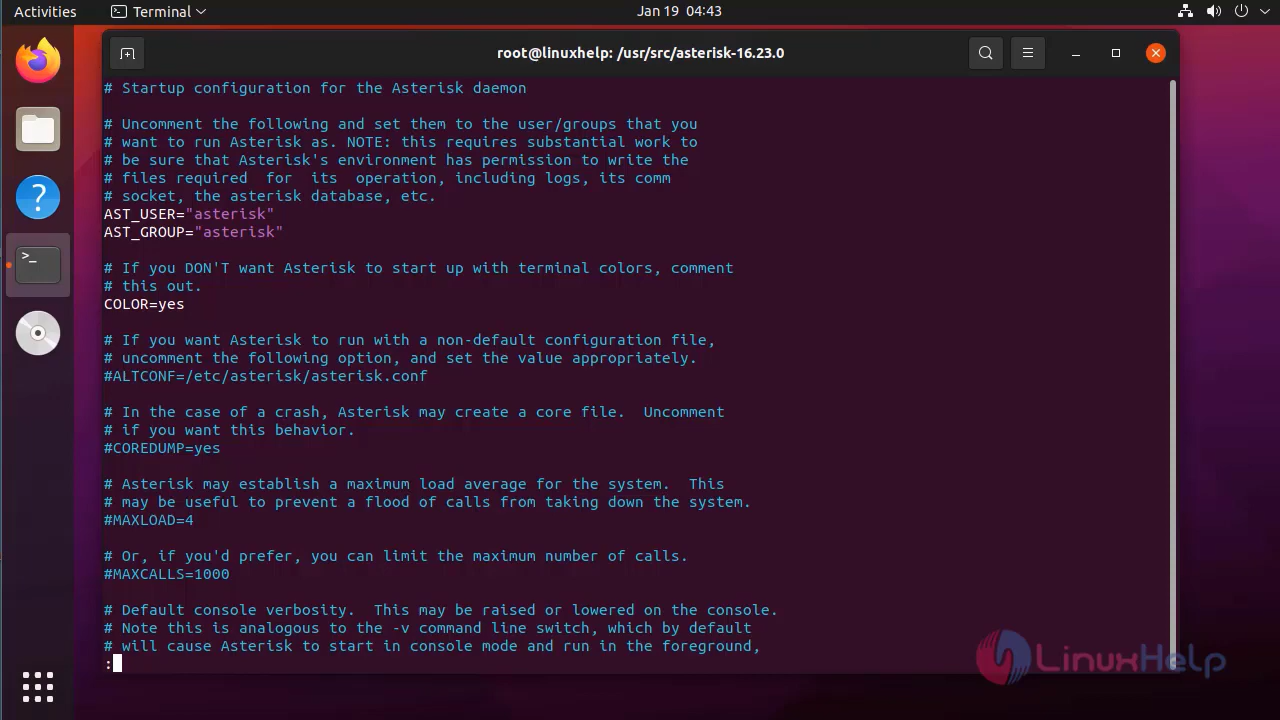 Activities Terminal Jan 19 04:43
root@linuxhelp: /usr/src/asterisk-16.23.0
# Startup configuration for the Asterisk daemon
# Uncomment the following and set them to the user/groups that you
# want to run Asterisk as. NOTE: this requires substantial work to
# be sure that Asterisk's environment has permission to write the
# files required  for  its  operation, including logs, its comm
# socket, the asterisk database, etc.
AST_USER="asterisk"
AST_GROUP="asterisk"
# If you DON'T want Asterisk to start up with terminal colors, comment
# this out.
COLOR=yes
# If you want Asterisk to run with a non-default configuration file,
# uncomment the following option, and set the value appropriately.
#ALTCONF=/etc/asterisk/asterisk.conf
# In the case of a crash, Asterisk may create a core file.  Uncomment
# if you want this behavior.
#COREDUMP=yes
# Asterisk may establish a maximum load average for the system.  This
# may be useful to prevent a flood of calls from taking down the system.
#MAXLOAD=4
# Or, if you'd prefer, you can limit the maximum number of calls.
#MAXCALLS=1000
# Default console verbosity.  This may be raised or lowered on the console.
# Note this is analogous to the -v command line switch, which by default
# will cause Asterisk to start in console mode and run in the foreground,
:
LinuxHelp